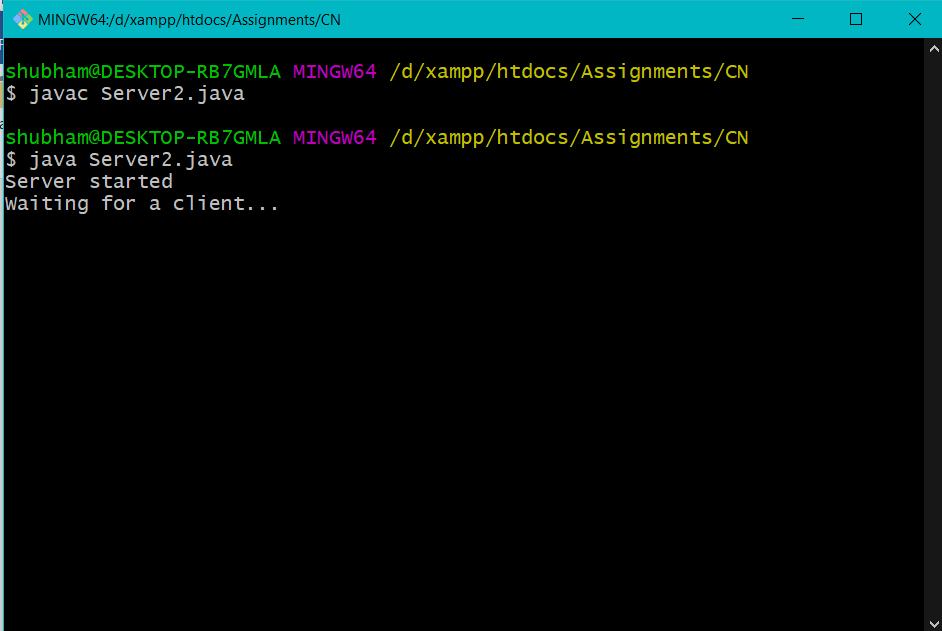 MINGW64:/d/xampp/htdocs/Assignments/CN
shubham@DESKTOP-RB7GMLA MINGW64 /d/xampp/htdocs/Assignments/CN
$ javac Server2.java
shubham@DESKTOP-RB7GMLA MINGW64 /d/xampp/htdocs/Assignments/CN
$ java Server2.java
Server started
Waiting for a client...